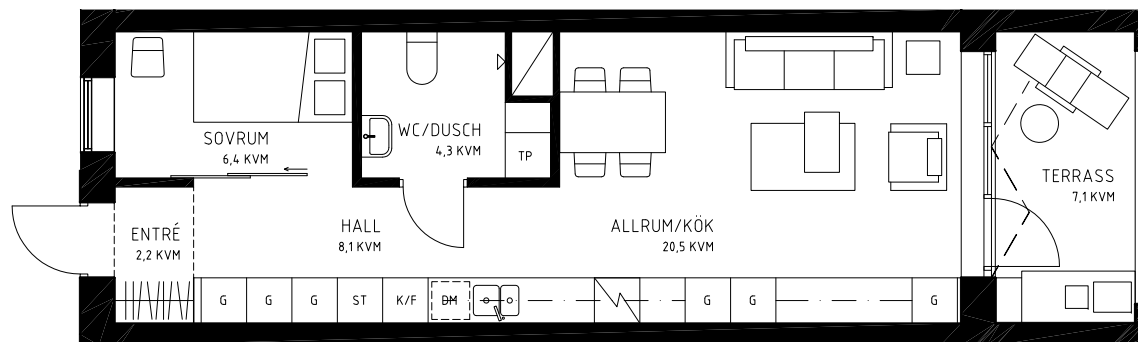 SOVRUM
6,4 KVM
WC/DUSCH
4,3 KVM
TP
TERRASS
7,1 KVM
ENTRÉ
2,2 KVM
HALL
8,1 KVM
ALLRUM/KÖK
20,5 KVM
G G G ST K/F DM G G G